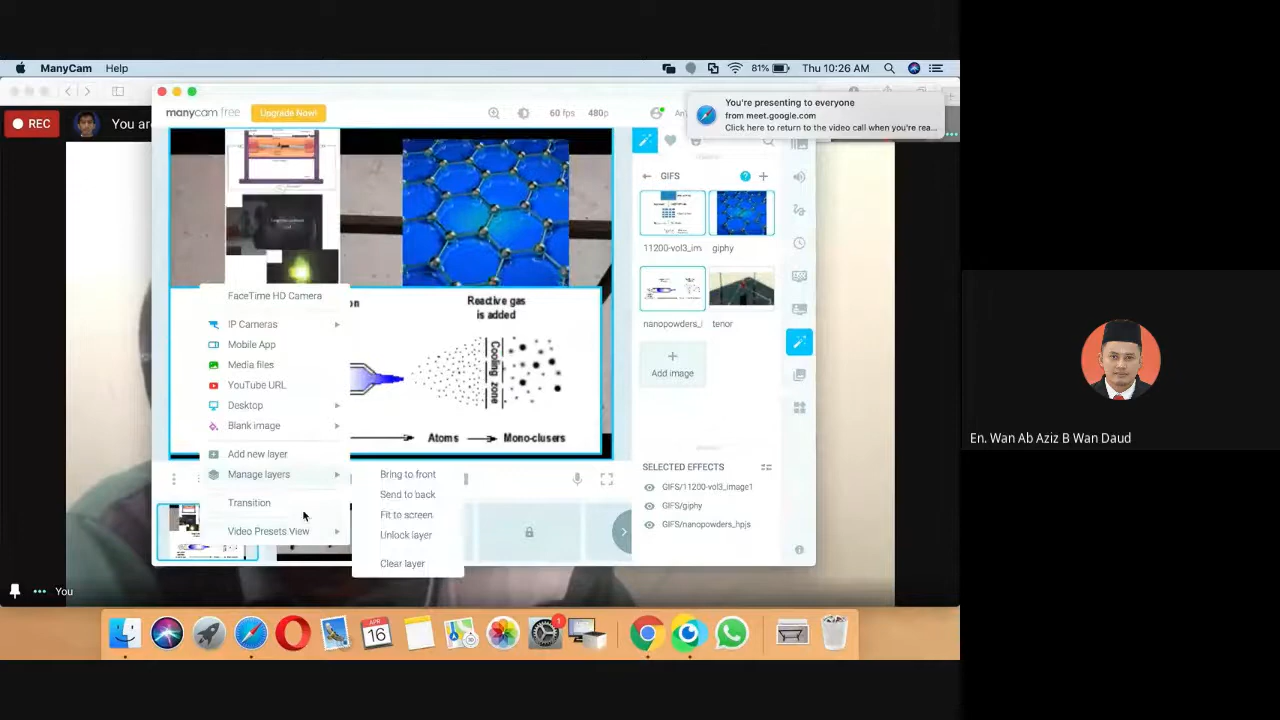 ManyCam Help
81% Thu 10:26 AM
REC
You are
manycam free Upgrade Now! 60 fps 480p
You're presenting to everyone
from meet.google.com
Click here to return to the video call when you're rea...
GIFS
11200-vol3_im giphy
nanopowders_ tenor
Add image
Reactive gas
is added
Cooling zone
Atoms Mono-clusers
FaceTime HD Camera
IP Cameras
Mobile App
Media files
YouTube URL
Desktop
Blank image
Add new layer
Manage layers
Transition
Video Presets View
Bring to front
Send to back
Fit to screen
Unlock layer
Clear layer
SELECTED EFFECTS
GIFS/11200-vol3_image1
GIFS/giphy
GIFS/nanopowders_hpjs
You
APR
16
1
En. Wan Ab Aziz B Wan Daud